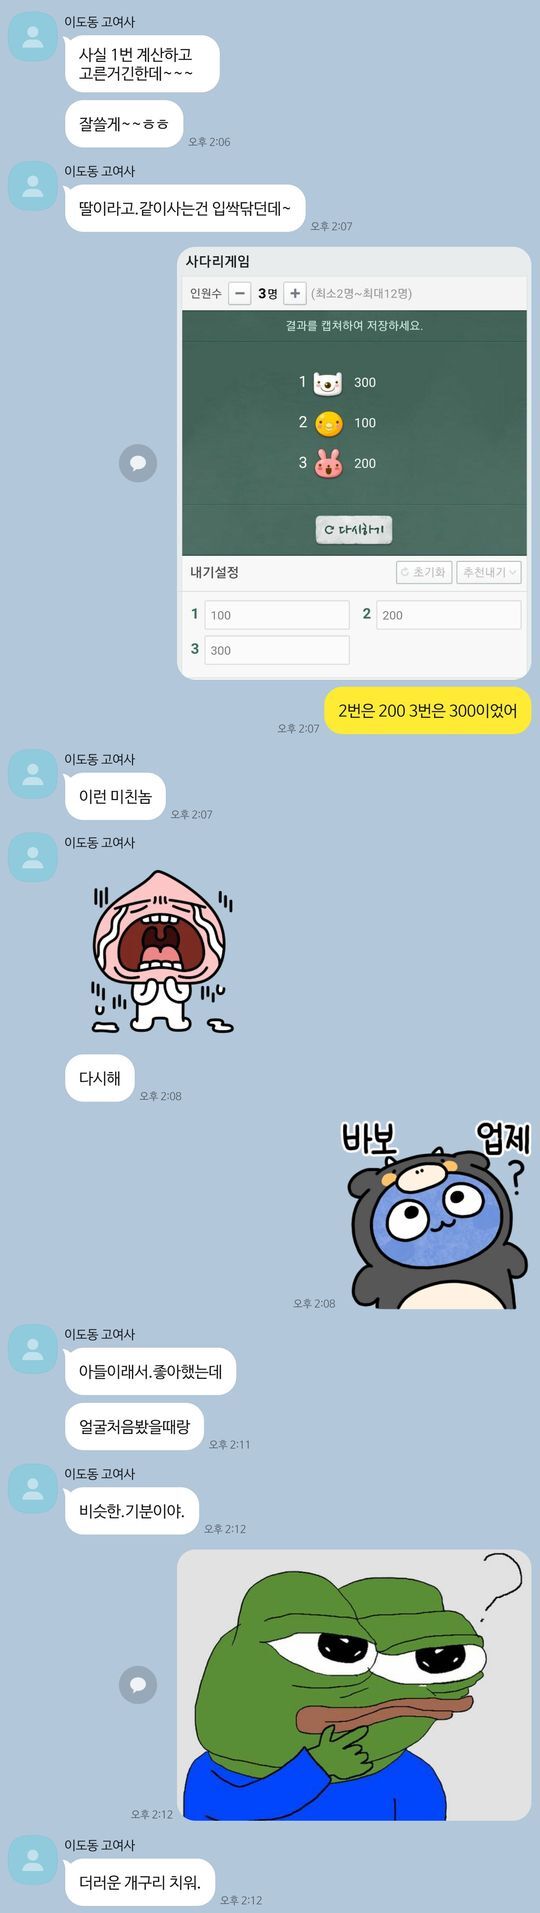 이도동 고여사
사실 1번 계산하고
고른거긴한데~~~
잘쓸게~~ㅎㅎ
오후 2:06
이도동 고여사
딸이라고.같이사는건 입싹닦던데~
오후 2:07
사다리게임
인원수 − 3명 + (최소2명~최대12명)
결과를 캡쳐하여 저장하세요.
1 300
2 100
3 200
다시하기
내기설정 초기화 추천내기
1 100 2 200
3 300
2번은 200 3번은 300이었어
오후 2:07
이도동 고여사
이런 미친놈
오후 2:07
이도동 고여사
다시해
오후 2:08
바보 업제
?
오후 2:08
이도동 고여사
아들이래서.좋아했는데
얼굴처음봤을때랑
오후 2:11
이도동 고여사
비슷한.기분이야.
오후 2:12
?
오후 2:12
이도동 고여사
더러운 개구리 치워.
오후 2:12